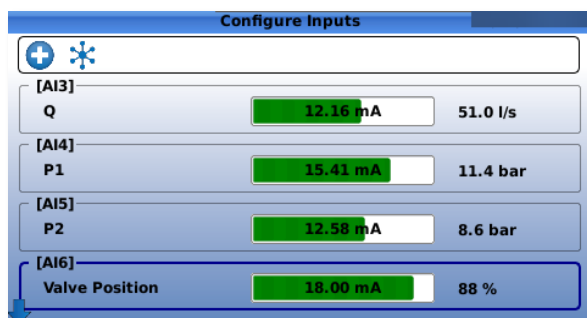 Configure Inputs
[AI3]
Q 12.16 mA 51.0 l/s
[AI4]
P1 15.41 mA 11.4 bar
[AI5]
P2 12.58 mA 8.6 bar
[AI6]
Valve Position 18.00 mA 88 %